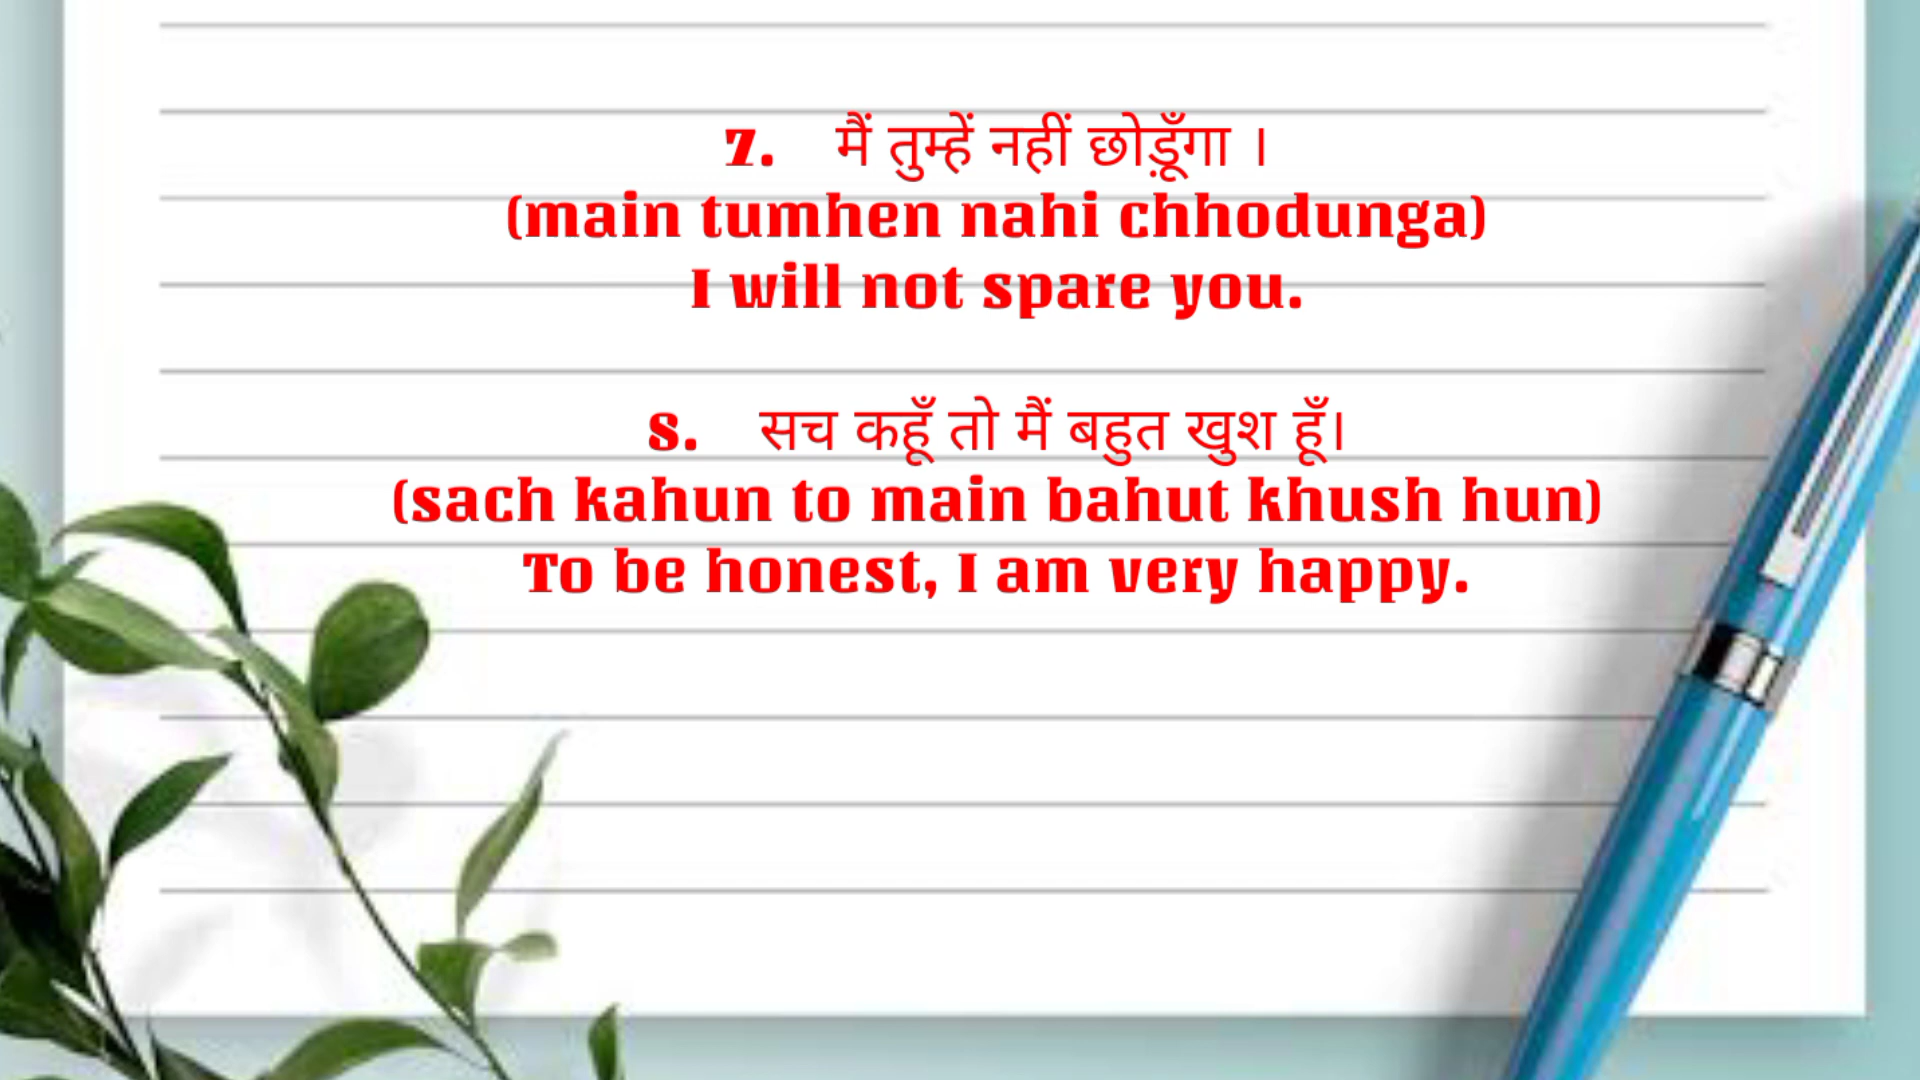 7. मैं तुम्हें नहीं छोड़ूँगा ।
(main tumhen nahi chhodunga)
I will not spare you.
8. सच कहूँ तो मैं बहुत खुश हूँ।
(sach kahun to main bahut khush hun)
To be honest, I am very happy.